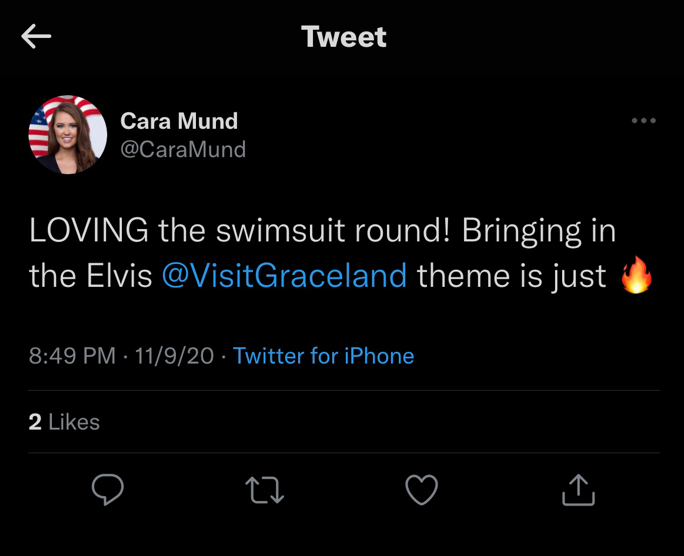 Tweet
Cara Mund
@CaraMund
LOVING the swimsuit round! Bringing in
the Elvis @VisitGraceland theme is just 🔥
8:49 PM · 11/9/20 · Twitter for iPhone
2 Likes